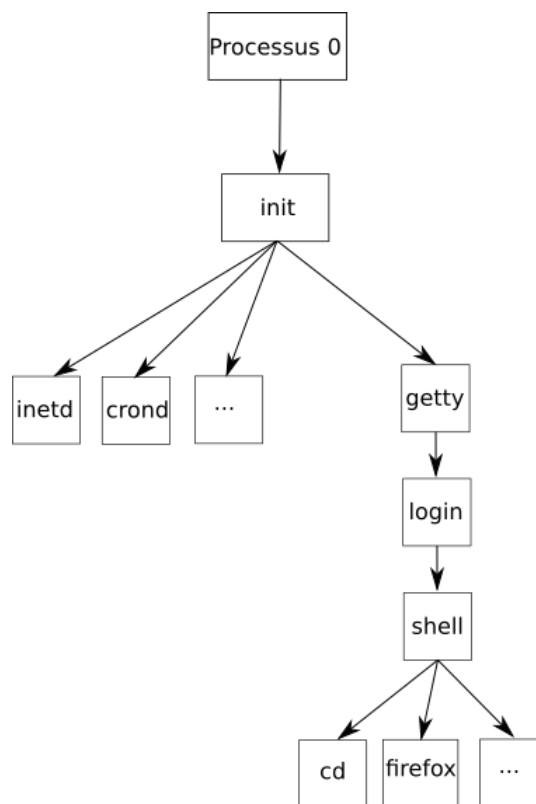 Processus 0
init
inetd
crond
...
getty
login
shell
cd
firefox
...